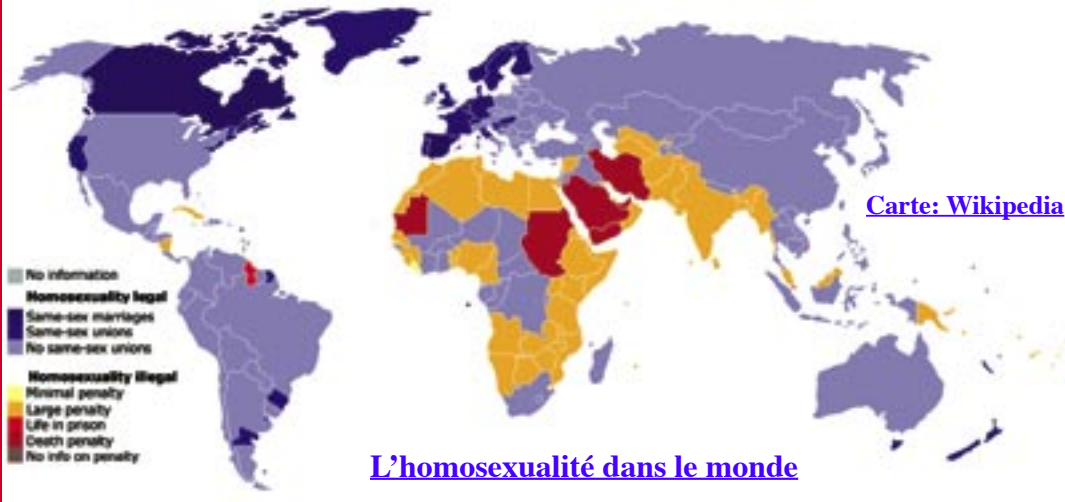 Carte: Wikipedia
No information
Homosexuality legal
Same-sex marriages
Same-sex unions
No same-sex unions
Homosexuality illegal
Minimal penalty
Large penalty
Life in prison
Death penalty
No info on penalty
L’homosexualité dans le monde